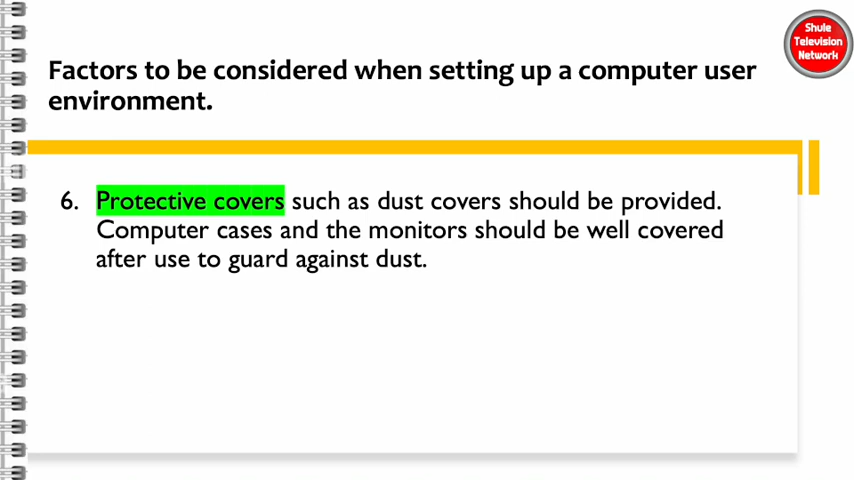 Shule
Television
Network
Factors to be considered when setting up a computer user
environment.
6. Protective covers such as dust covers should be provided.
Computer cases and the monitors should be well covered
after use to guard against dust.